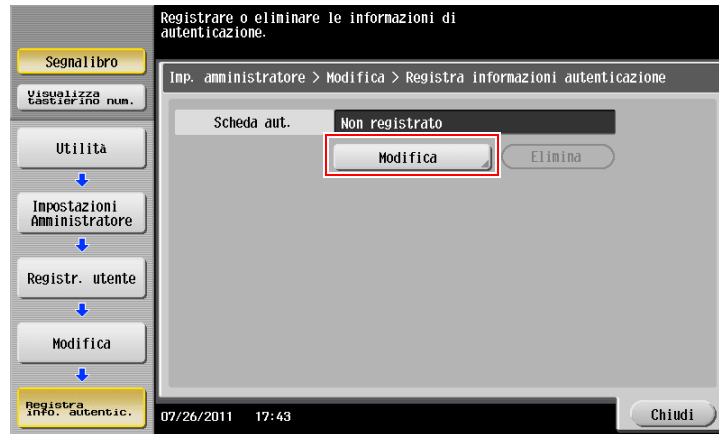 Registrare o eliminare le informazioni di
autenticazione.
Segnalibro
Visualizza
tastierino num.
Utilità
Impostazioni
Amministratore
Registr. utente
Modifica
Registra
info. autentic.
Imp. amministratore > Modifica > Registra informazioni autenticazione
Scheda aut.
Non registrato
Modifica
Elimina
07/26/2011 17:43
Chiudi